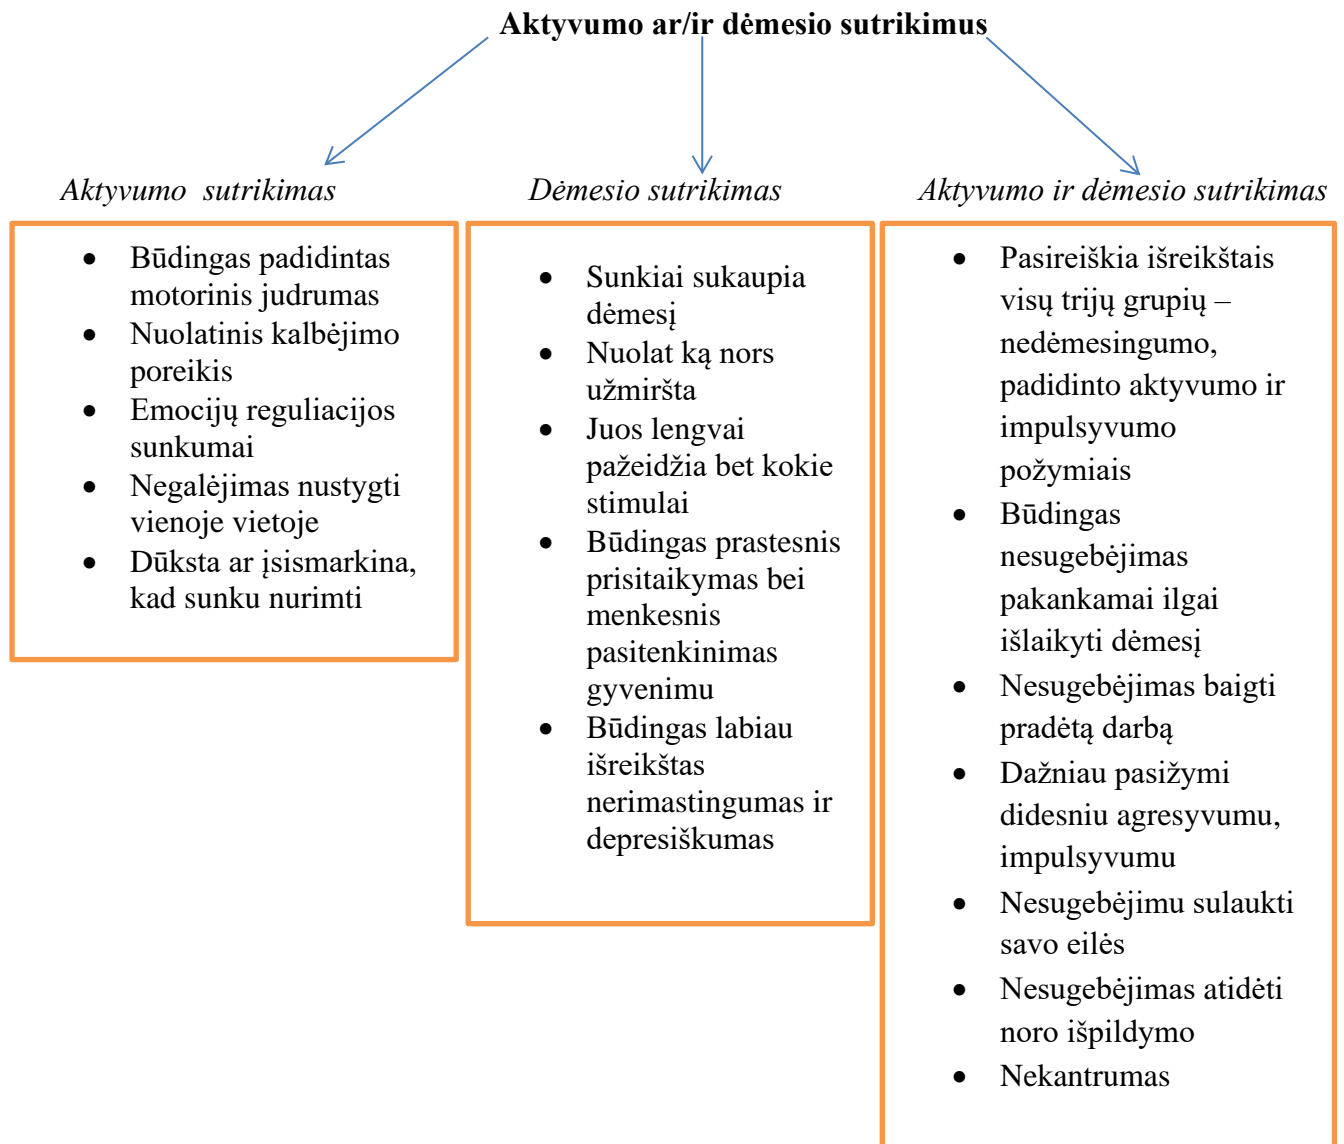 Aktyvumo ar/ir dėmesio sutrikimus
Aktyvumo sutrikimas
• Būdingas padidintas
motorinis judrumas
• Nuolatinis kalbėjimo
poreikis
• Emocijų reguliacijos
sunkumai
• Negalėjimas nustygti
vienoje vietoje
• Dūksta ar įsismarkina,
kad sunku nurimti
Dėmesio sutrikimas
• Sunkiai sukaupia
dėmesį
• Nuolat ką nors
užmiršta
• Juos lengvai
pažeidžia bet kokie
stimulai
• Būdingas prastesnis
prisitaikymas bei
menkesnis
pasitenkinimas
gyvenimu
• Būdingas labiau
išreikštas
nerimastingumas ir
depresiškumas
Aktyvumo ir dėmesio sutrikimas
• Pasireiškia išreikštais
visų trijų grupių –
nedėmesingumo,
padidinto aktyvumo ir
impulsyvumo
požymiais
• Būdingas
nesugebėjimas
pakankamai ilgai
išlaikyti dėmesį
• Nesugebėjimas baigti
pradėtą darbą
• Dažniau pasižymi
didesniu agresyvumu,
impulsyvumu
• Nesugebėjimu sulaukti
savo eilės
• Nesugebėjimas atidėti
noro išpildymo
• Nekantrumas